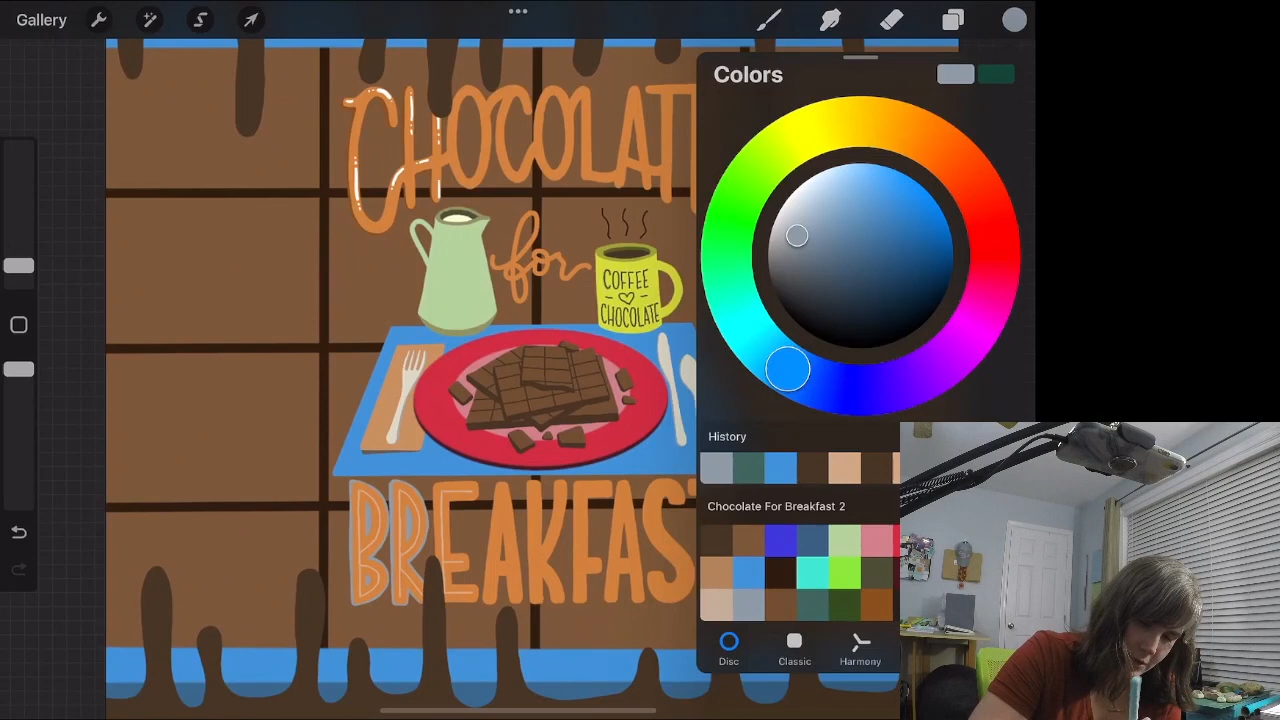 Gallery
Colors
CHOCOLAT
for
COFFEE
CHOCOLATE
BREAKFAS
History
Chocolate For Breakfast 2
Disc
Classic
Harmony